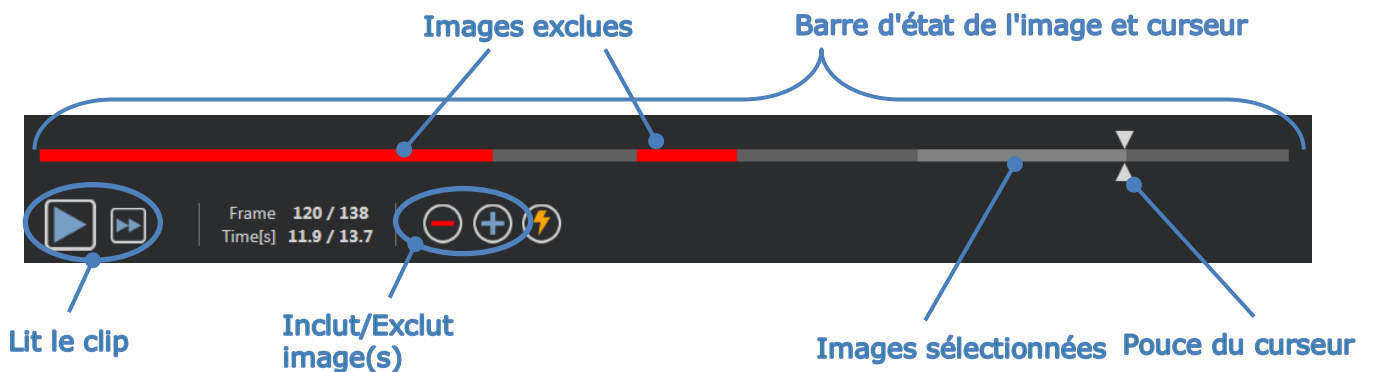 Images exclues
Barre d'état de l'image et curseur
Frame 120 / 138
Time[s] 11.9 / 13.7
Lit le clip
Inclut/Exclut
image(s)
Images sélectionnées
Pouce du curseur